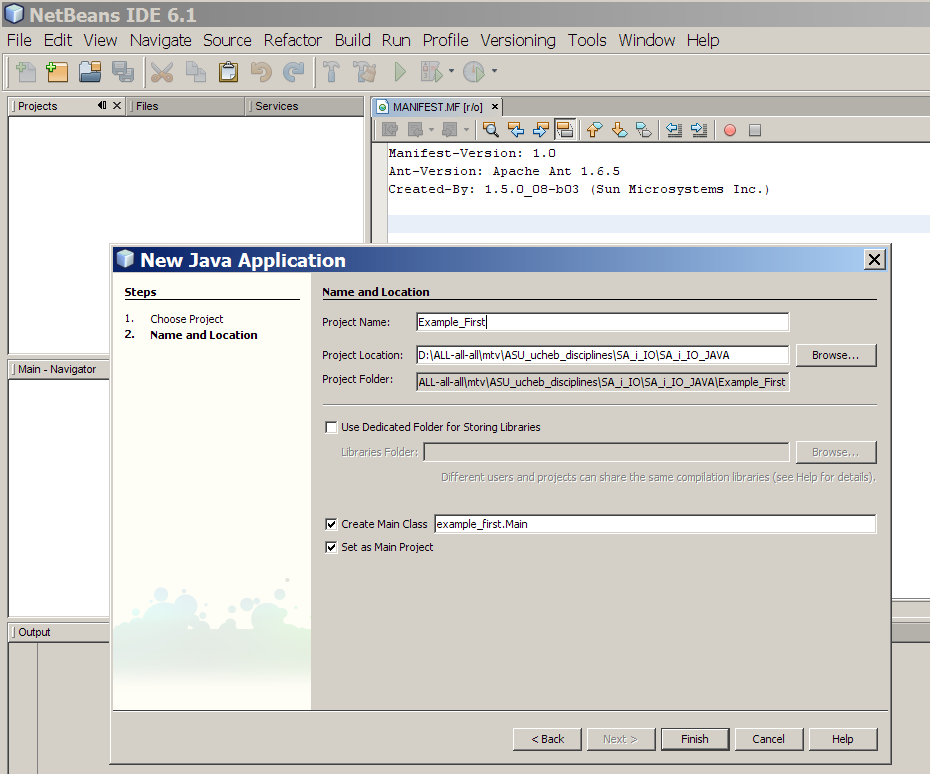 NetBeans IDE 6.1
File Edit View Navigate Source Refactor Build Run Profile Versioning Tools Window Help
Projects Files Services
MANIFEST.MF [r/o]
Manifest-Version: 1.0
Ant-Version: Apache Ant 1.6.5
Created-By: 1.5.0_08-b03 (Sun Microsystems Inc.)
Main - Navigator
Output
New Java Application
Steps
1. Choose Project
2. Name and Location
Name and Location
Project Name: Example_First
Project Location: D:\ALL-all-all\mtv\ASU_ucheb_disciplines\SA_i_IO\SA_i_IO_JAVA Browse...
Project Folder: ALL-all-all\mtv\ASU_ucheb_disciplines\SA_i_IO\SA_i_IO_JAVA\Example_First
Use Dedicated Folder for Storing Libraries
Libraries Folder: Browse...
Different users and projects can share the same compilation libraries (see Help for details).
Create Main Class example_first.Main
Set as Main Project
< Back Next > Finish Cancel Help